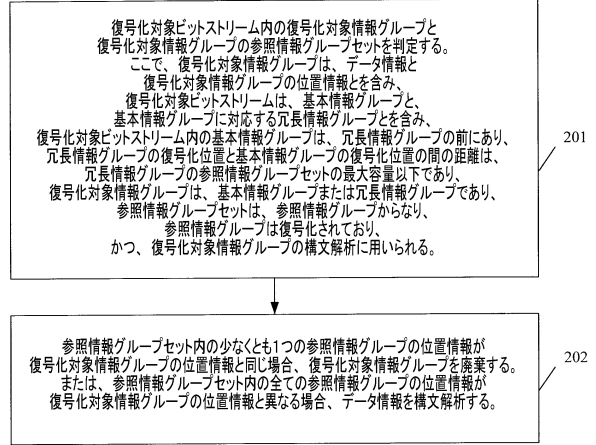 復号化対象ビットストリーム内の復号化対象情報グループと
復号化対象情報グループの参照情報グループセットを判定する。
ここで、復号化対象情報グループは、データ情報と
復号化対象情報グループの位置情報とを含み、
復号化対象ビットストリームは、基本情報グループと、
基本情報グループに対応する冗長情報グループとを含み、
復号化対象ビットストリーム内の基本情報グループは、冗長情報グループの前にあり、
冗長情報グループの復号化位置と基本情報グループの復号化位置の間の距離は、
冗長情報グループの参照情報グループセットの最大容量以下であり、
復号化対象情報グループは、基本情報グループまたは冗長情報グループであり、
参照情報グループセットは、参照情報グループからなり、
参照情報グループは復号化されており、
かつ、復号化対象情報グループの構文解析に用いられる。
201
参照情報グループセット内の少なくとも1つの参照情報グループの位置情報が
復号化対象情報グループの位置情報と同じ場合、復号化対象情報グループを廃棄する。
または、参照情報グループセット内の全ての参照情報グループの位置情報が
復号化対象情報グループの位置情報と異なる場合、データ情報を構文解析する。
202